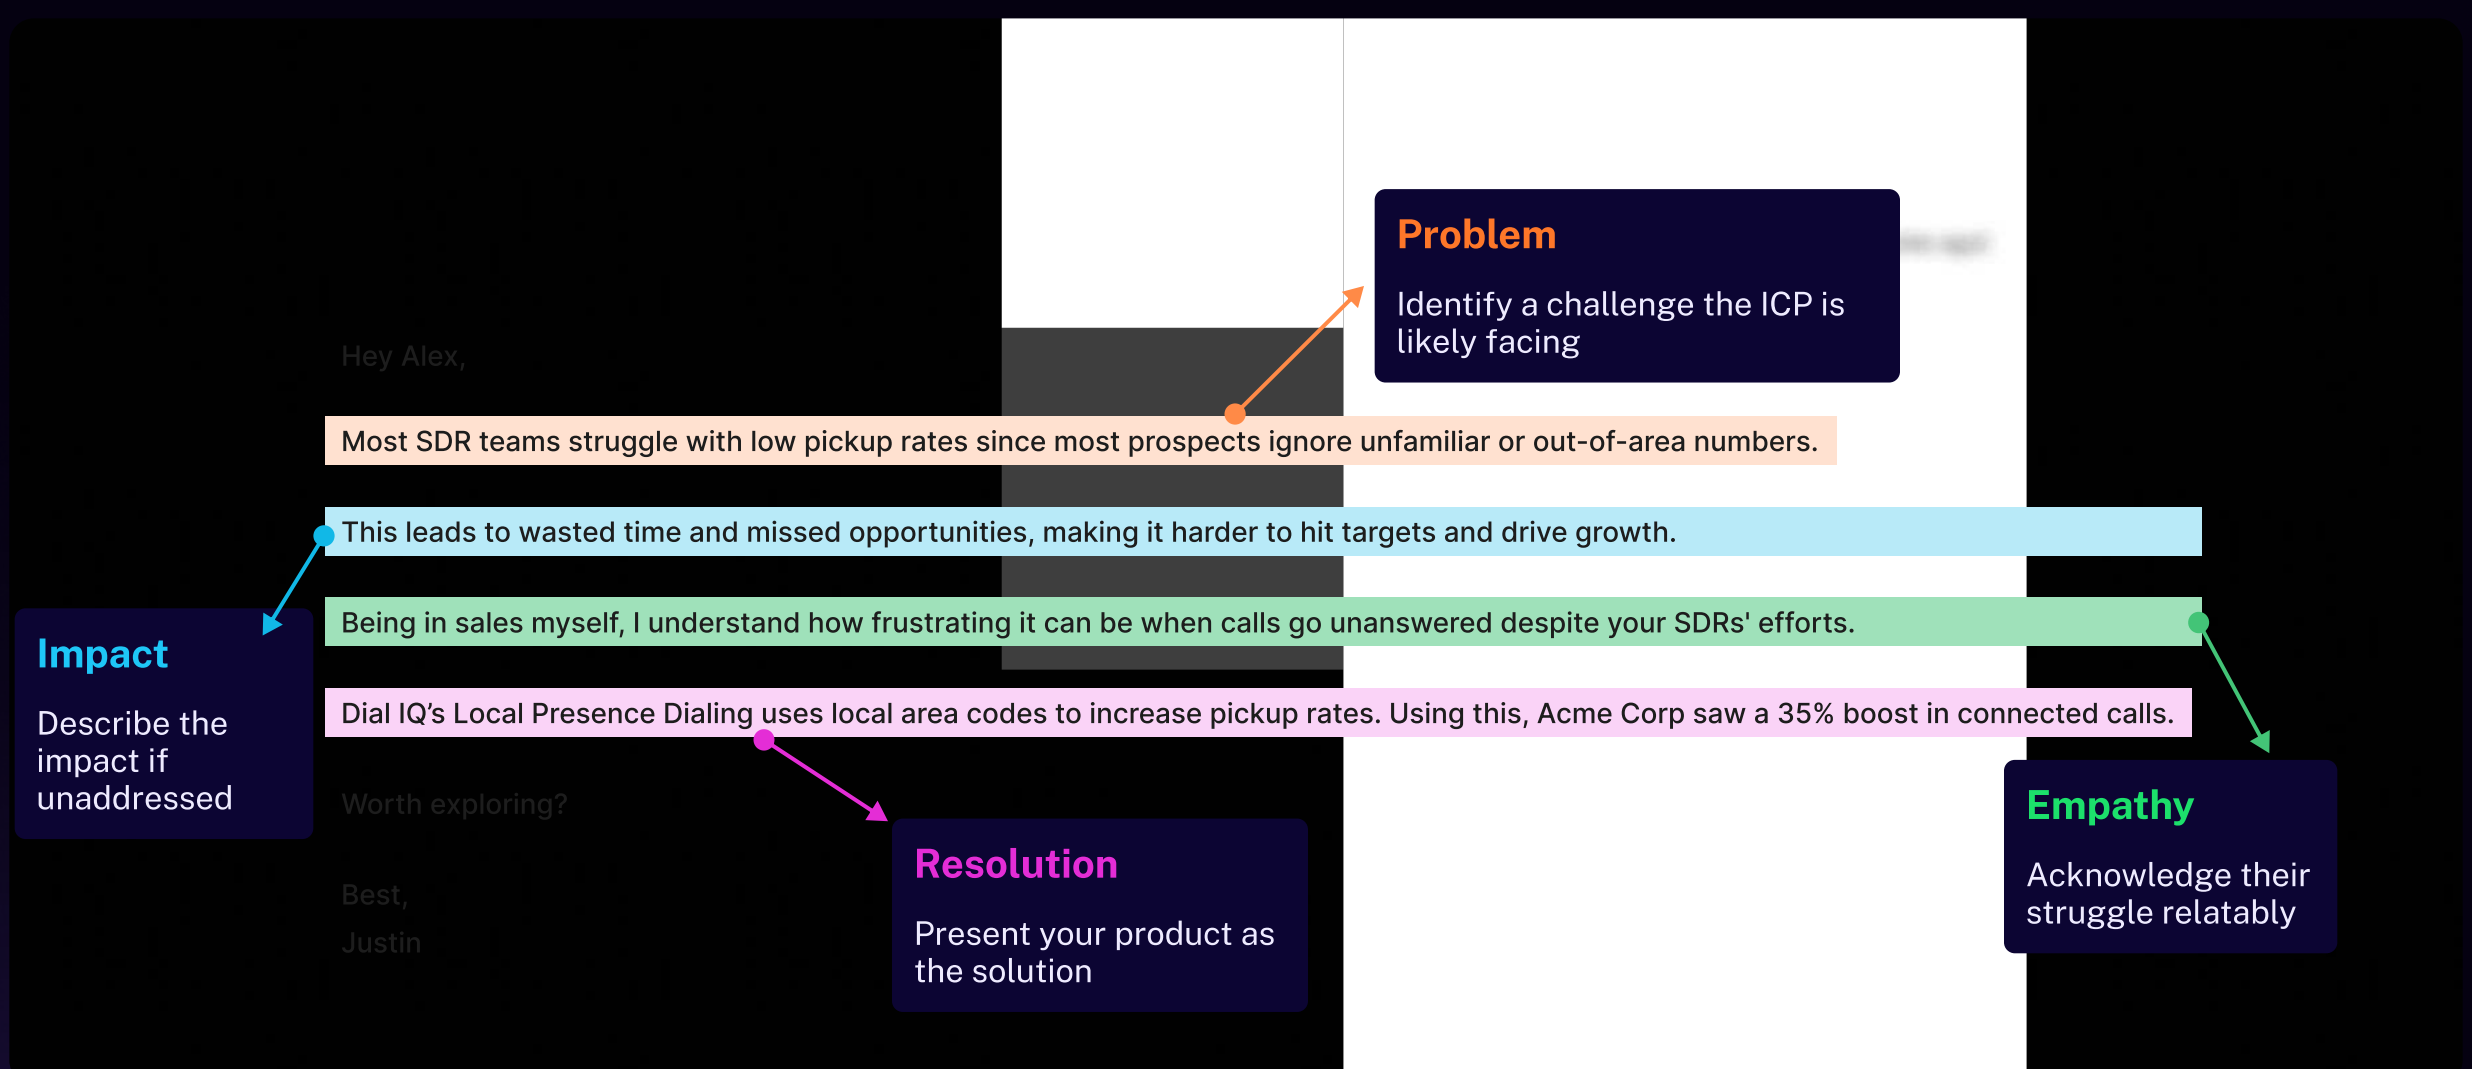 Problem
Identify a challenge the ICP is
likely facing
Hey Alex,
Most SDR teams struggle with low pickup rates since most prospects ignore unfamiliar or out-of-area numbers.
This leads to wasted time and missed opportunities, making it harder to hit targets and drive growth.
Being in sales myself, I understand how frustrating it can be when calls go unanswered despite your SDRs' efforts.
Impact
Describe the
impact if
unaddressed
Dial IQ’s Local Presence Dialing uses local area codes to increase pickup rates. Using this, Acme Corp saw a 35% boost in connected calls.
Worth exploring?
Empathy
Acknowledge their
struggle relatably
Resolution
Present your product as
the solution
Best,
Justin